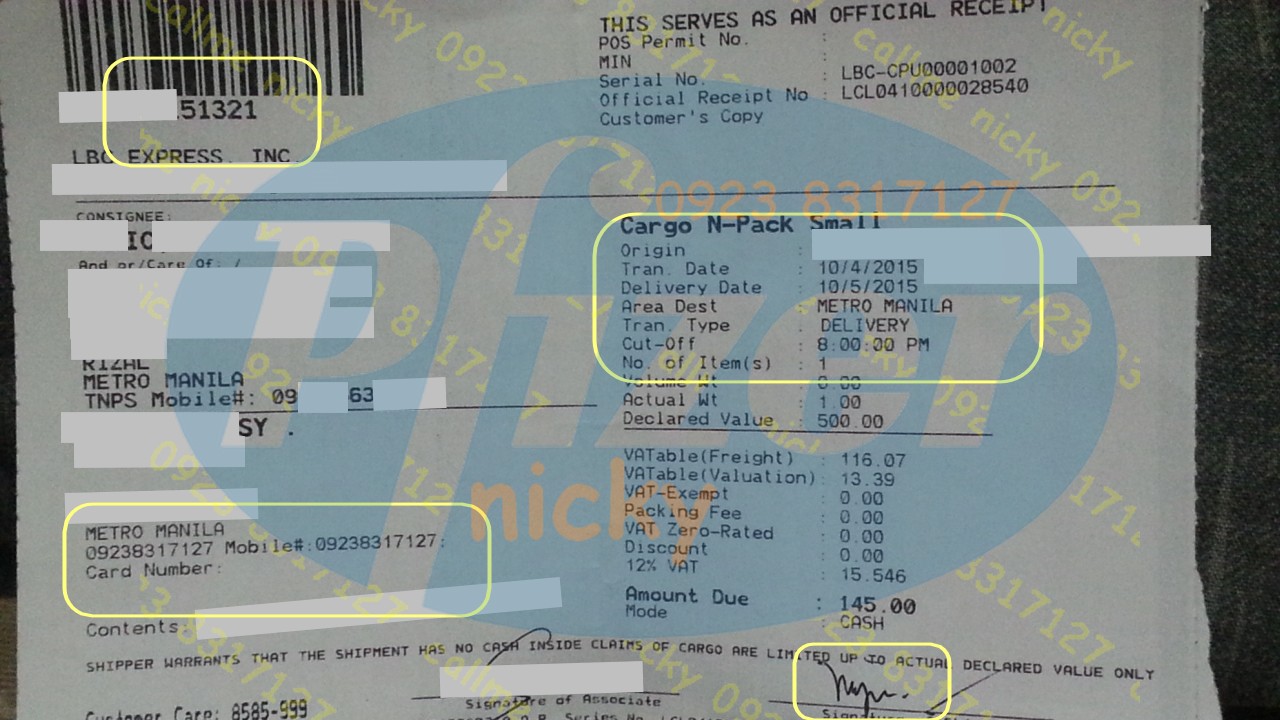 THIS SERVES AS AN OFFICIAL RECEIPT
POS Permit No. :
MIN :
Serial No. : LBC-CPU00001002
Official Receipt No : LCL0410000028540
Customer's Copy
51321
LBC EXPRESS, INC.
CONSIGNEE:
And or/Care Of: /
RIZAL
METRO MANILA
TNPS Mobile#: 09 63
SY .
METRO MANILA
09238317127 Mobile#:09238317127:
Card Number:
Contents:
Cargo N-Pack Small
Origin :
Tran. Date : 10/4/2015
Delivery Date : 10/5/2015
Area Dest : METRO MANILA
Tran. Type : DELIVERY
Cut-Off : 8:00:00 PM
No. of Item(s) : 1
Volume Wt : 0.00
Actual Wt : 1.00
Declared Value : 500.00
VATable(Freight) : 116.07
VATable(Valuation): 13.39
VAT-Exempt : 0.00
Packing Fee : 0.00
VAT Zero-Rated : 0.00
Discount : 0.00
12% VAT : 15.546
Amount Due : 145.00
Mode : CASH
SHIPPER WARRANTS THAT THE SHIPMENT HAS NO CASH INSIDE CLAIMS OF CARGO ARE LIMITED UP TO ACTUAL DECLARED VALUE ONLY
Signature of Associate
Customer Care: 8585-999
Pfizer
0923 8317127
nicky
callme nicky 0923 8317127